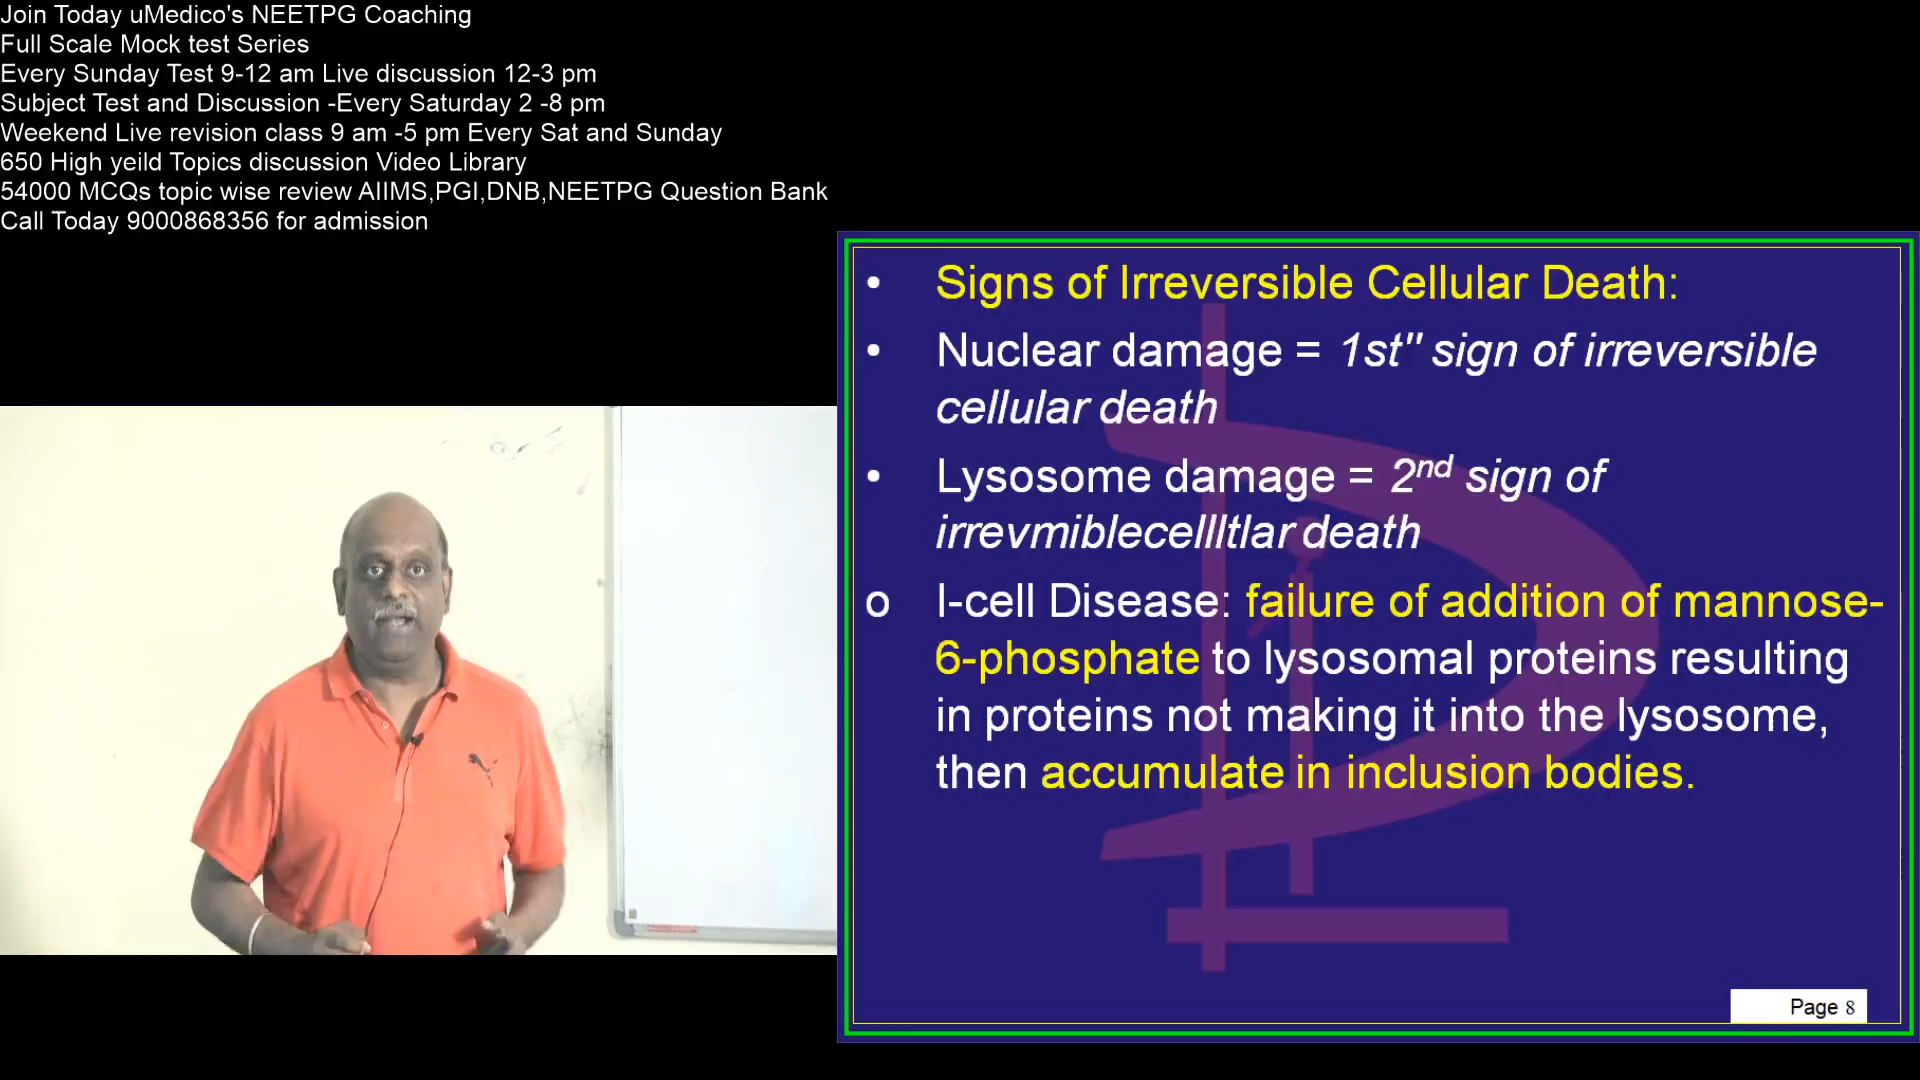 Join Today uMedico's NEETPG Coaching
Full Scale Mock test Series
Every Sunday Test 9-12 am Live discussion 12-3 pm
Subject Test and Discussion -Every Saturday 2 -8 pm
Weekend Live revision class 9 am -5 pm Every Sat and Sunday
650 High yeild Topics discussion Video Library
54000 MCQs topic wise review AIIMS,PGI,DNB,NEETPG Question Bank
Call Today 9000868356 for admission
• Signs of Irreversible Cellular Death:
• Nuclear damage = 1st" sign of irreversible
cellular death
• Lysosome damage = 2nd sign of
irrevmiblecellltlar death
o I-cell Disease: failure of addition of mannose-
6-phosphate to lysosomal proteins resulting
in proteins not making it into the lysosome,
then accumulate in inclusion bodies.
Page 8